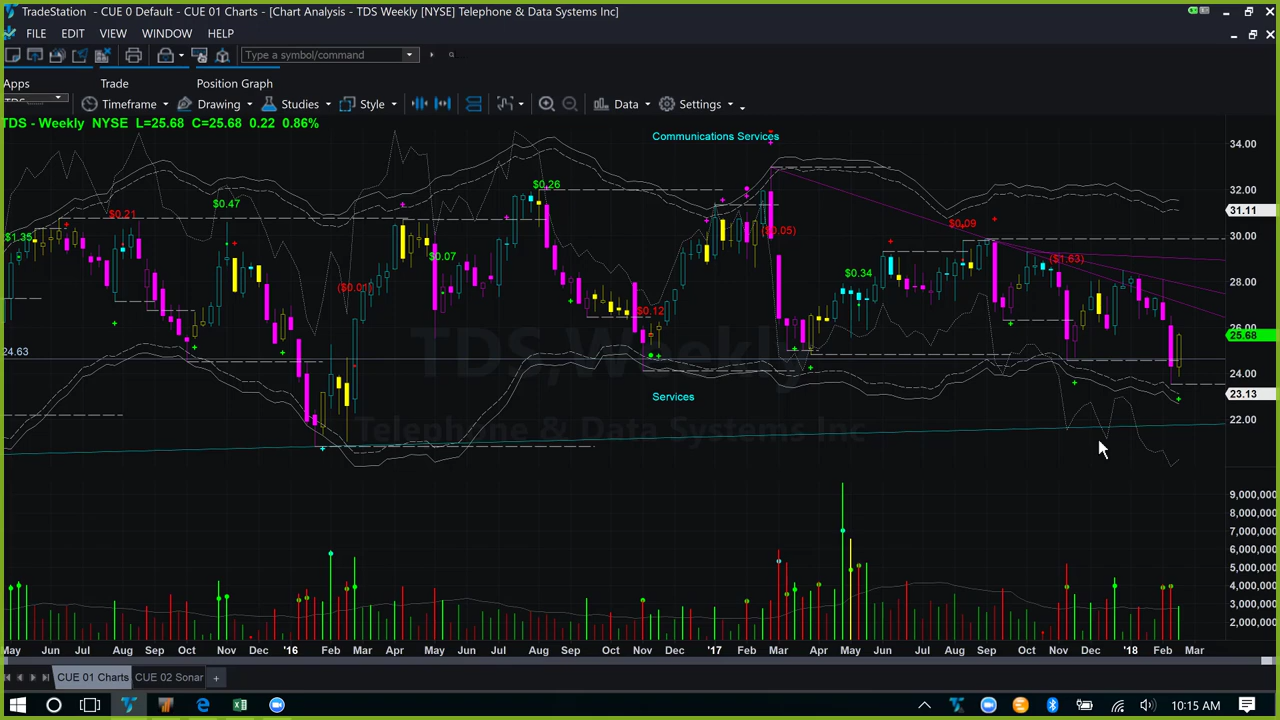 TradeStation - CUE 0 Default - CUE 01 Charts - [Chart Analysis - TDS Weekly [NYSE] Telephone & Data Systems Inc]
FILE EDIT VIEW WINDOW HELP
Type a symbol/command
Apps Trade Position Graph
Timeframe Drawing Studies Style Data Settings
TDS - Weekly NYSE L=25.68 C=25.68 0.22 0.86%
Communications Services
34.00
32.00
31.11
30.00
28.00
26.00
25.68
24.00
23.13
22.00
$1.35
$0.21
$0.47
($0.01)
$0.07
$0.26
$0.12
($0.05)
$0.34
$0.09
($1.63)
24.63
TDS, Weekly
Services
Telephone & Data Systems Inc
9,000,000
8,000,000
7,000,000
6,000,000
5,000,000
4,000,000
3,000,000
2,000,000
May Jun Jul Aug Sep Oct Nov '16 Mar Apr May Jun Jul Aug Sep Oct Nov Dec '17 Feb Mar Apr May Jun Jul Aug Sep Oct Nov Dec '18 Feb Mar
CUE 01 Charts CUE 02 Sonar +
10:15 AM